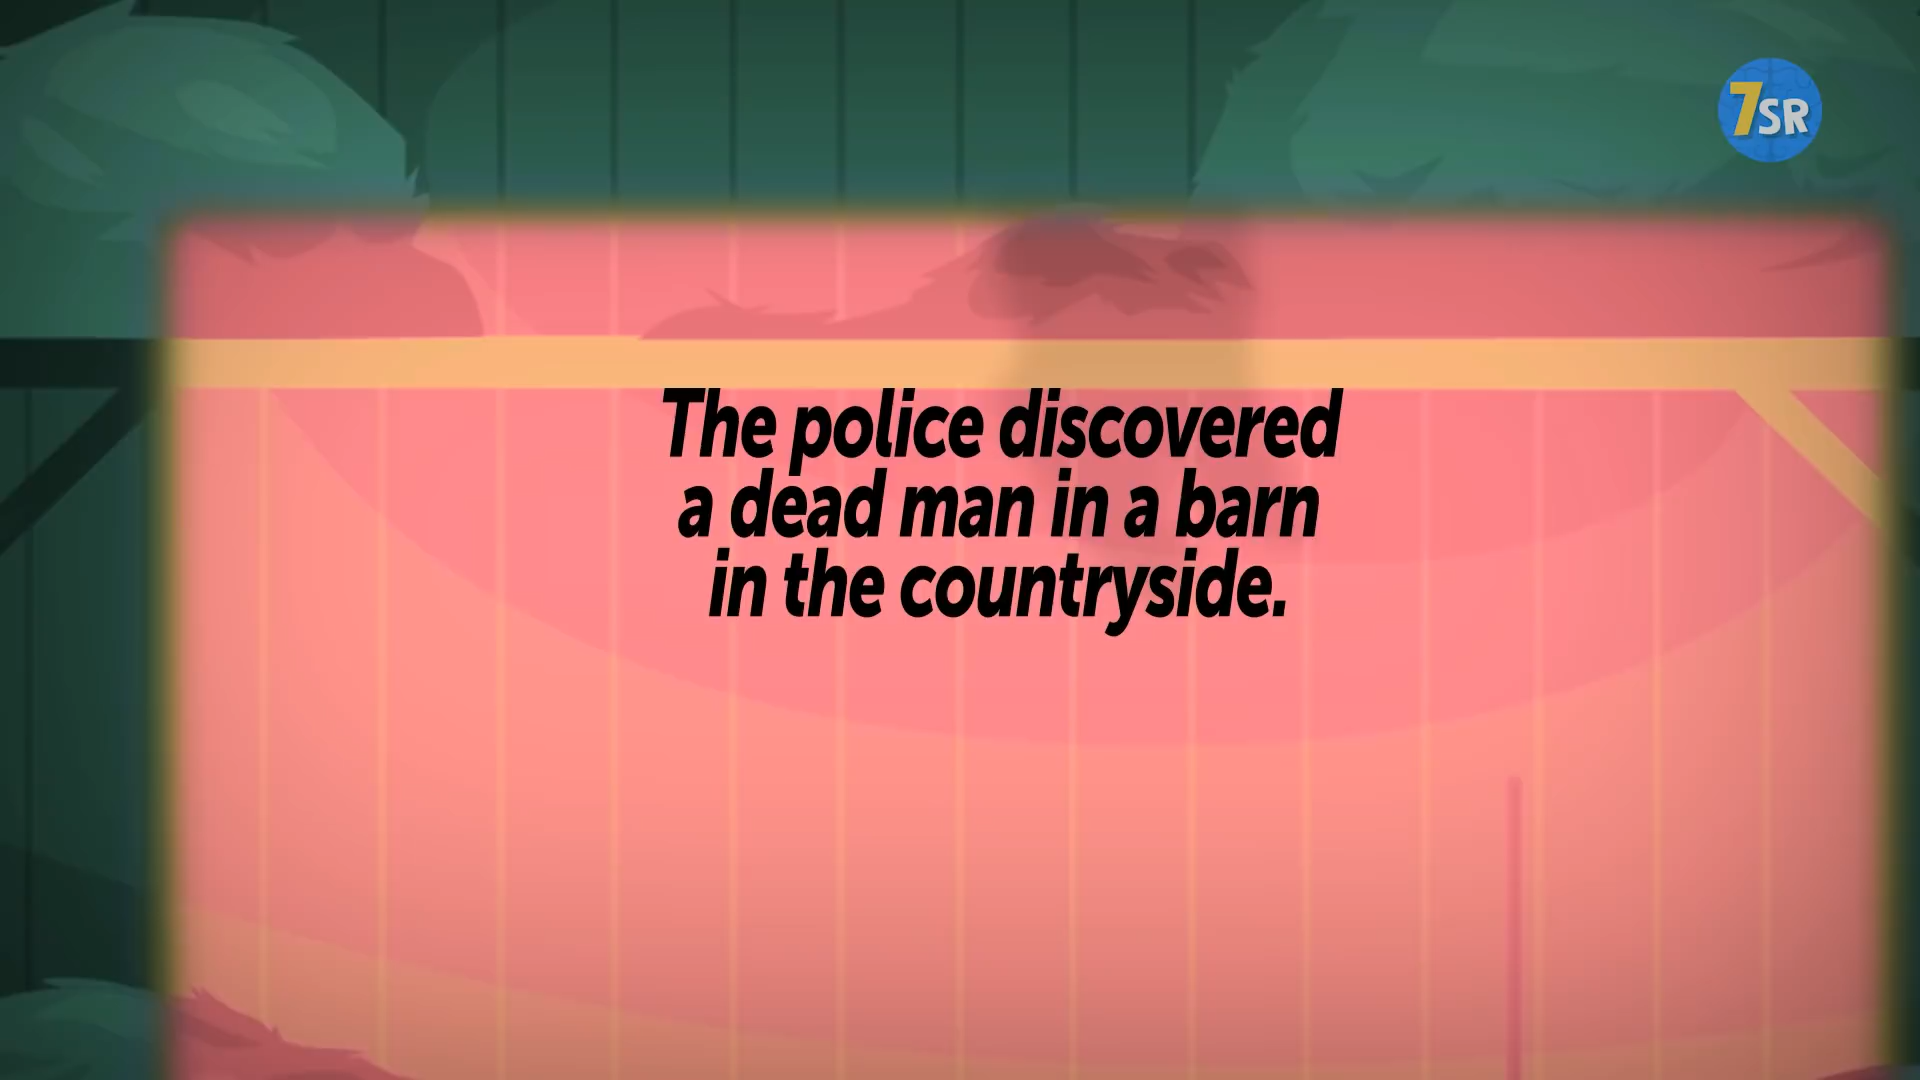 7SR
The police discovered
a dead man in a barn
in the countryside.